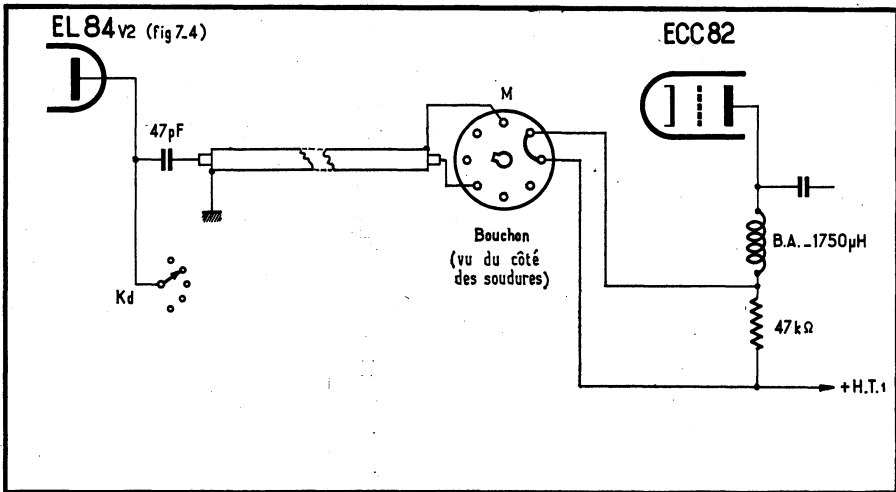 EL 84 V2 (fig 7_4)
ECC 82
47pF
M
Kd
Bouchon
(vu du côté
des soudures)
B.A._1750µH
47kΩ
+H.T.1